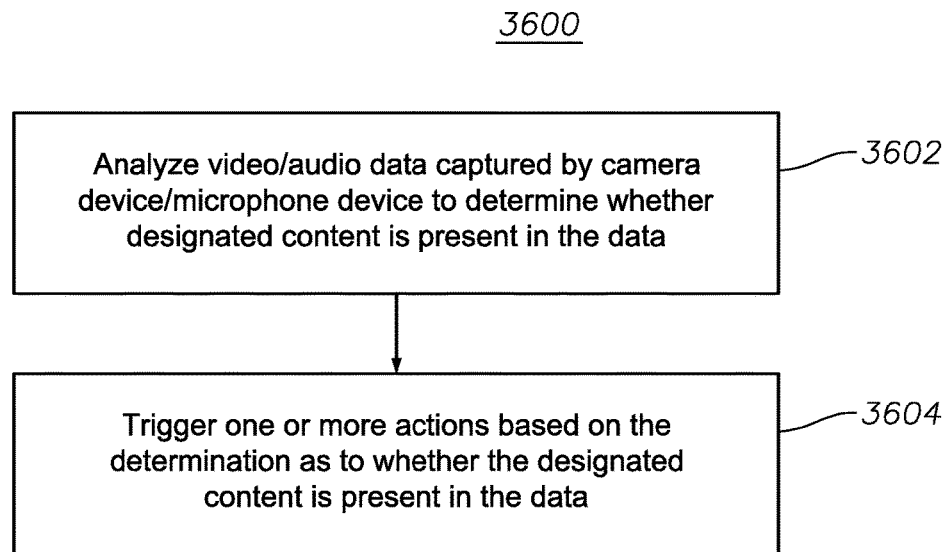 3600
Analyze video/audio data captured by camera
device/microphone device to determine whether
designated content is present in the data
3602
Trigger one or more actions based on the
determination as to whether the designated
content is present in the data
3604